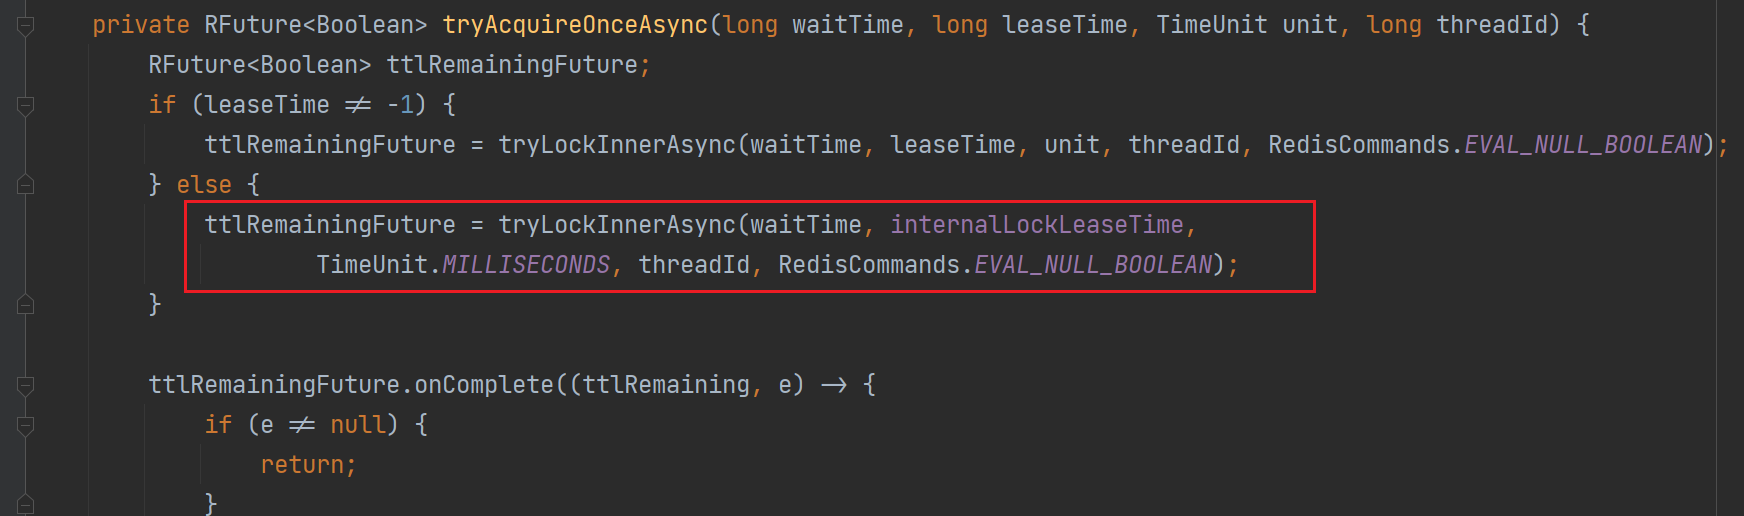 private RFuture<Boolean> tryAcquireOnceAsync(long waitTime, long leaseTime, TimeUnit unit, long threadId) {
RFuture<Boolean> ttlRemainingFuture;
if (leaseTime ≠ -1) {
ttlRemainingFuture = tryLockInnerAsync(waitTime, leaseTime, unit, threadId, RedisCommands.EVAL_NULL_BOOLEAN);
} else {
ttlRemainingFuture = tryLockInnerAsync(waitTime, internalLockLeaseTime,
TimeUnit.MILLISECONDS, threadId, RedisCommands.EVAL_NULL_BOOLEAN);
}
ttlRemainingFuture.onComplete((ttlRemaining, e) → {
if (e ≠ null) {
return;
}